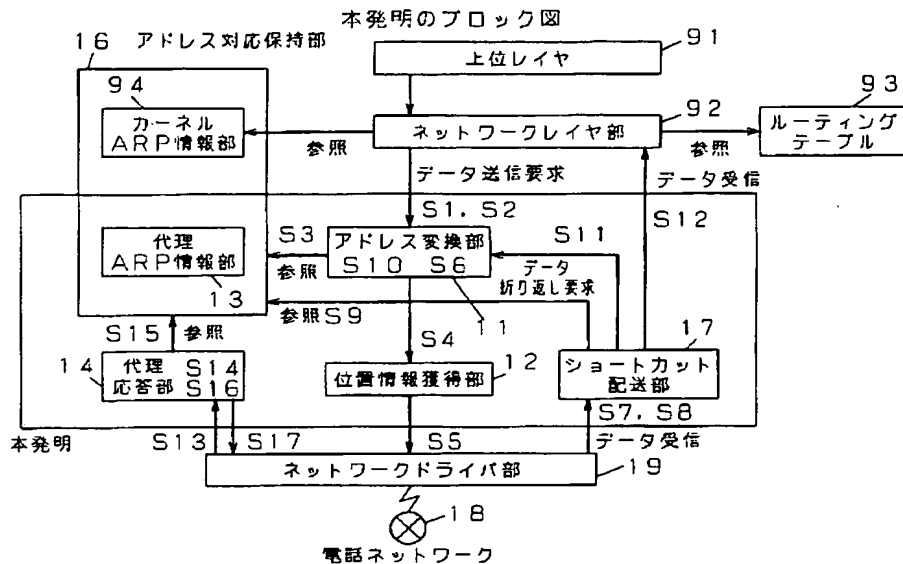 本発明のブロック図
16 アドレス対応保持部
91
上位レイヤ
94
カーネル
ARP情報部
参照
92
ネットワークレイヤ部
参照
93
ルーティング
テーブル
データ送信要求
データ受信
S1，S2
S12
代理
ARP情報部
13
S3
参照
アドレス変換部
S10 S6
11
S11
データ
折り返し要求
参照S9
S15 参照
S4
17
14
代理 S14
応答部 S16
12
位置情報獲得部
ショートカット
配送部
S7，S8
本発明
S13 S17
S5
データ受信
ネットワークドライバ部
19
18
電話ネットワーク